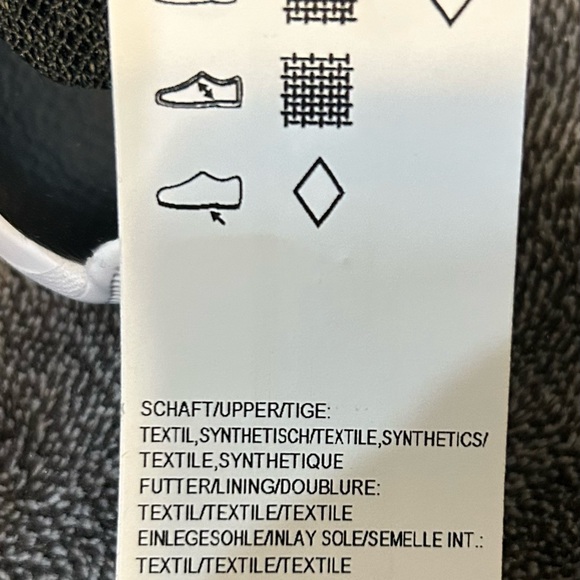 SCHAFT/UPPER/TIGE:
TEXTIL,SYNTHETISCH/TEXTILE,SYNTHETICS/
TEXTILE,SYNTHETIQUE
FUTTER/LINING/DOUBLURE:
TEXTIL/TEXTILE/TEXTILE
EINLEGESOHLE/INLAY SOLE/SEMELLE INT.:
TEXTIL/TEXTILE/TEXTILE